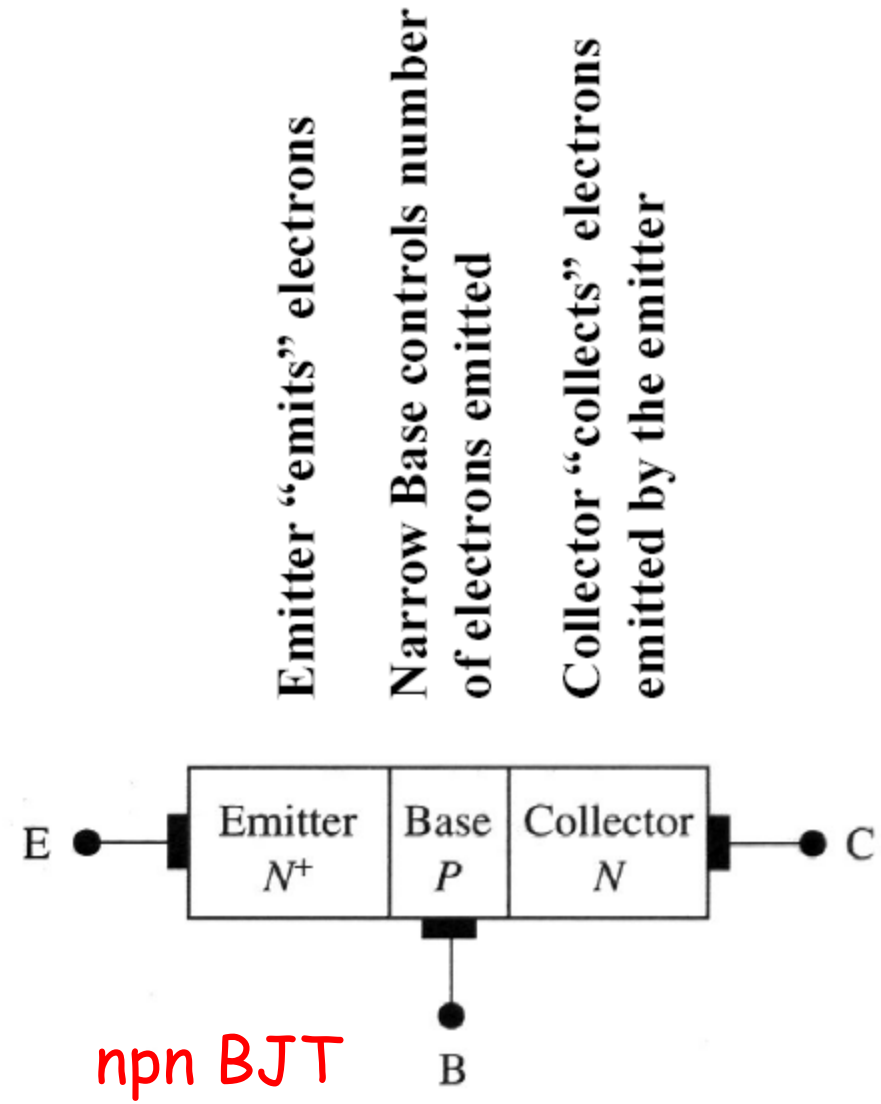 Emitter “emits” electrons
Narrow Base controls number
of electrons emitted
Collector “collects” electrons
emitted by the emitter
E
Emitter
N⁺
Base
P
Collector
N
C
B
npn BJT